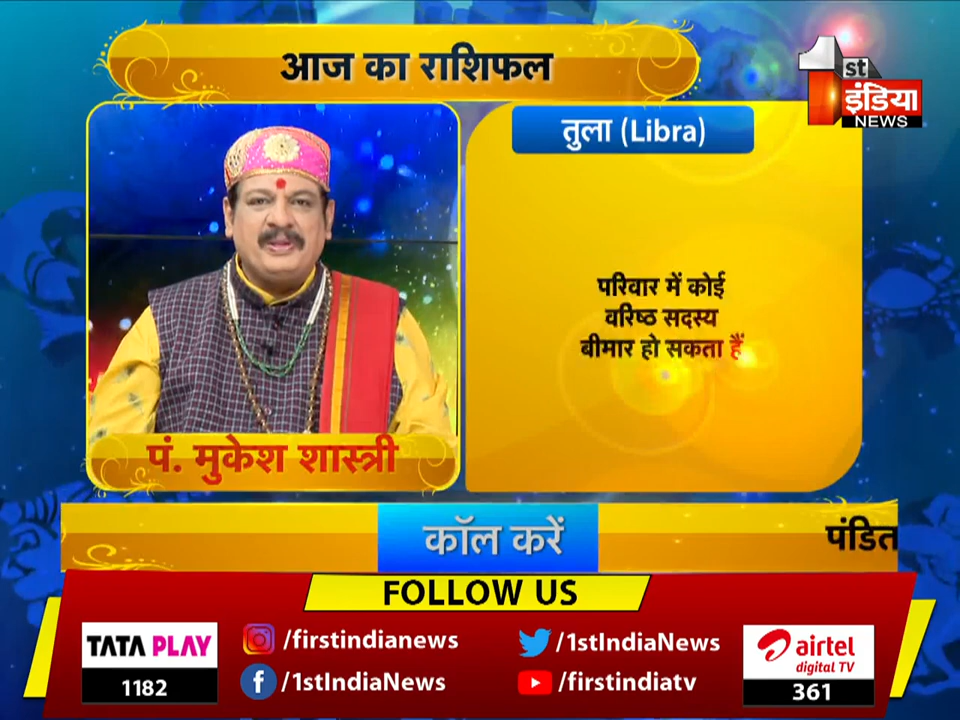 आज का राशिफल
1st
इंडिया
NEWS
तुला (Libra)
परिवार में कोई
वरिष्ठ सदस्य
बीमार हो सकता हैं
पं. मुकेश शास्त्री
कॉल करें
पंडित
FOLLOW US
TATA PLAY
1182
/firstindianews
/1stIndiaNews
/1stIndiaNews
/firstindiatv
airtel
digital TV
361